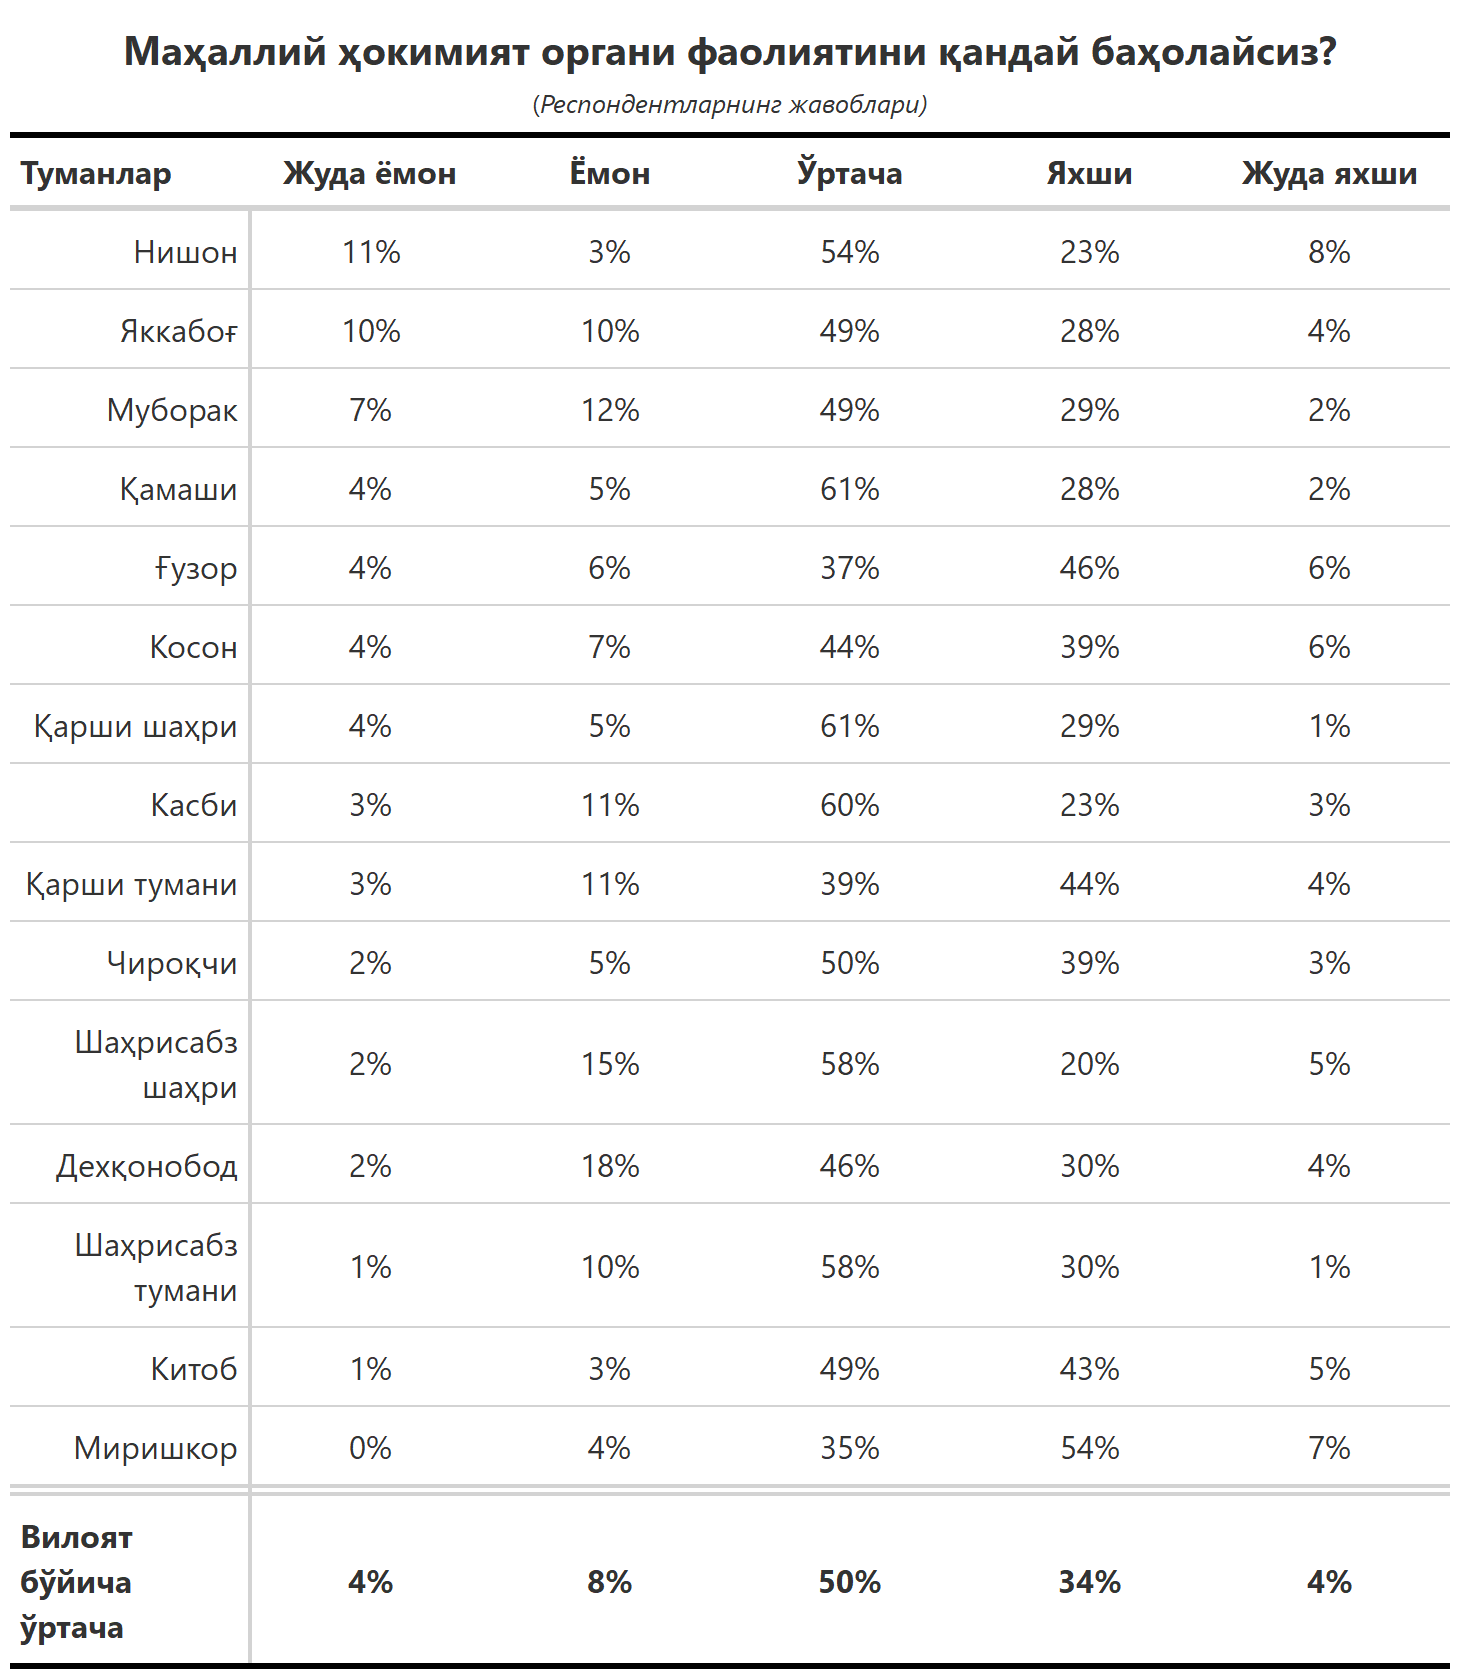 Маҳаллий ҳокимият органи фаолиятини қандай баҳолайсиз?
(Респондентларнинг жавоблари)
Туманлар Жуда ёмон Ёмон Ўртача Яхши Жуда яхши
Нишон 11% 3% 54% 23% 8%
Яккабоғ 10% 10% 49% 28% 4%
Муборак 7% 12% 49% 29% 2%
Қамаши 4% 5% 61% 28% 2%
Ғузор 4% 6% 37% 46% 6%
Косон 4% 7% 44% 39% 6%
Қарши шаҳри 4% 5% 61% 29% 1%
Касби 3% 11% 60% 23% 3%
Қарши тумани 3% 11% 39% 44% 4%
Чироқчи 2% 5% 50% 39% 3%
Шаҳрисабз
шаҳри 2% 15% 58% 20% 5%
Дехқонобод 2% 18% 46% 30% 4%
Шаҳрисабз
тумани 1% 10% 58% 30% 1%
Китоб 1% 3% 49% 43% 5%
Миришкор 0% 4% 35% 54% 7%
Вилоят
бўйича 4% 8% 50% 34% 4%
ўртача